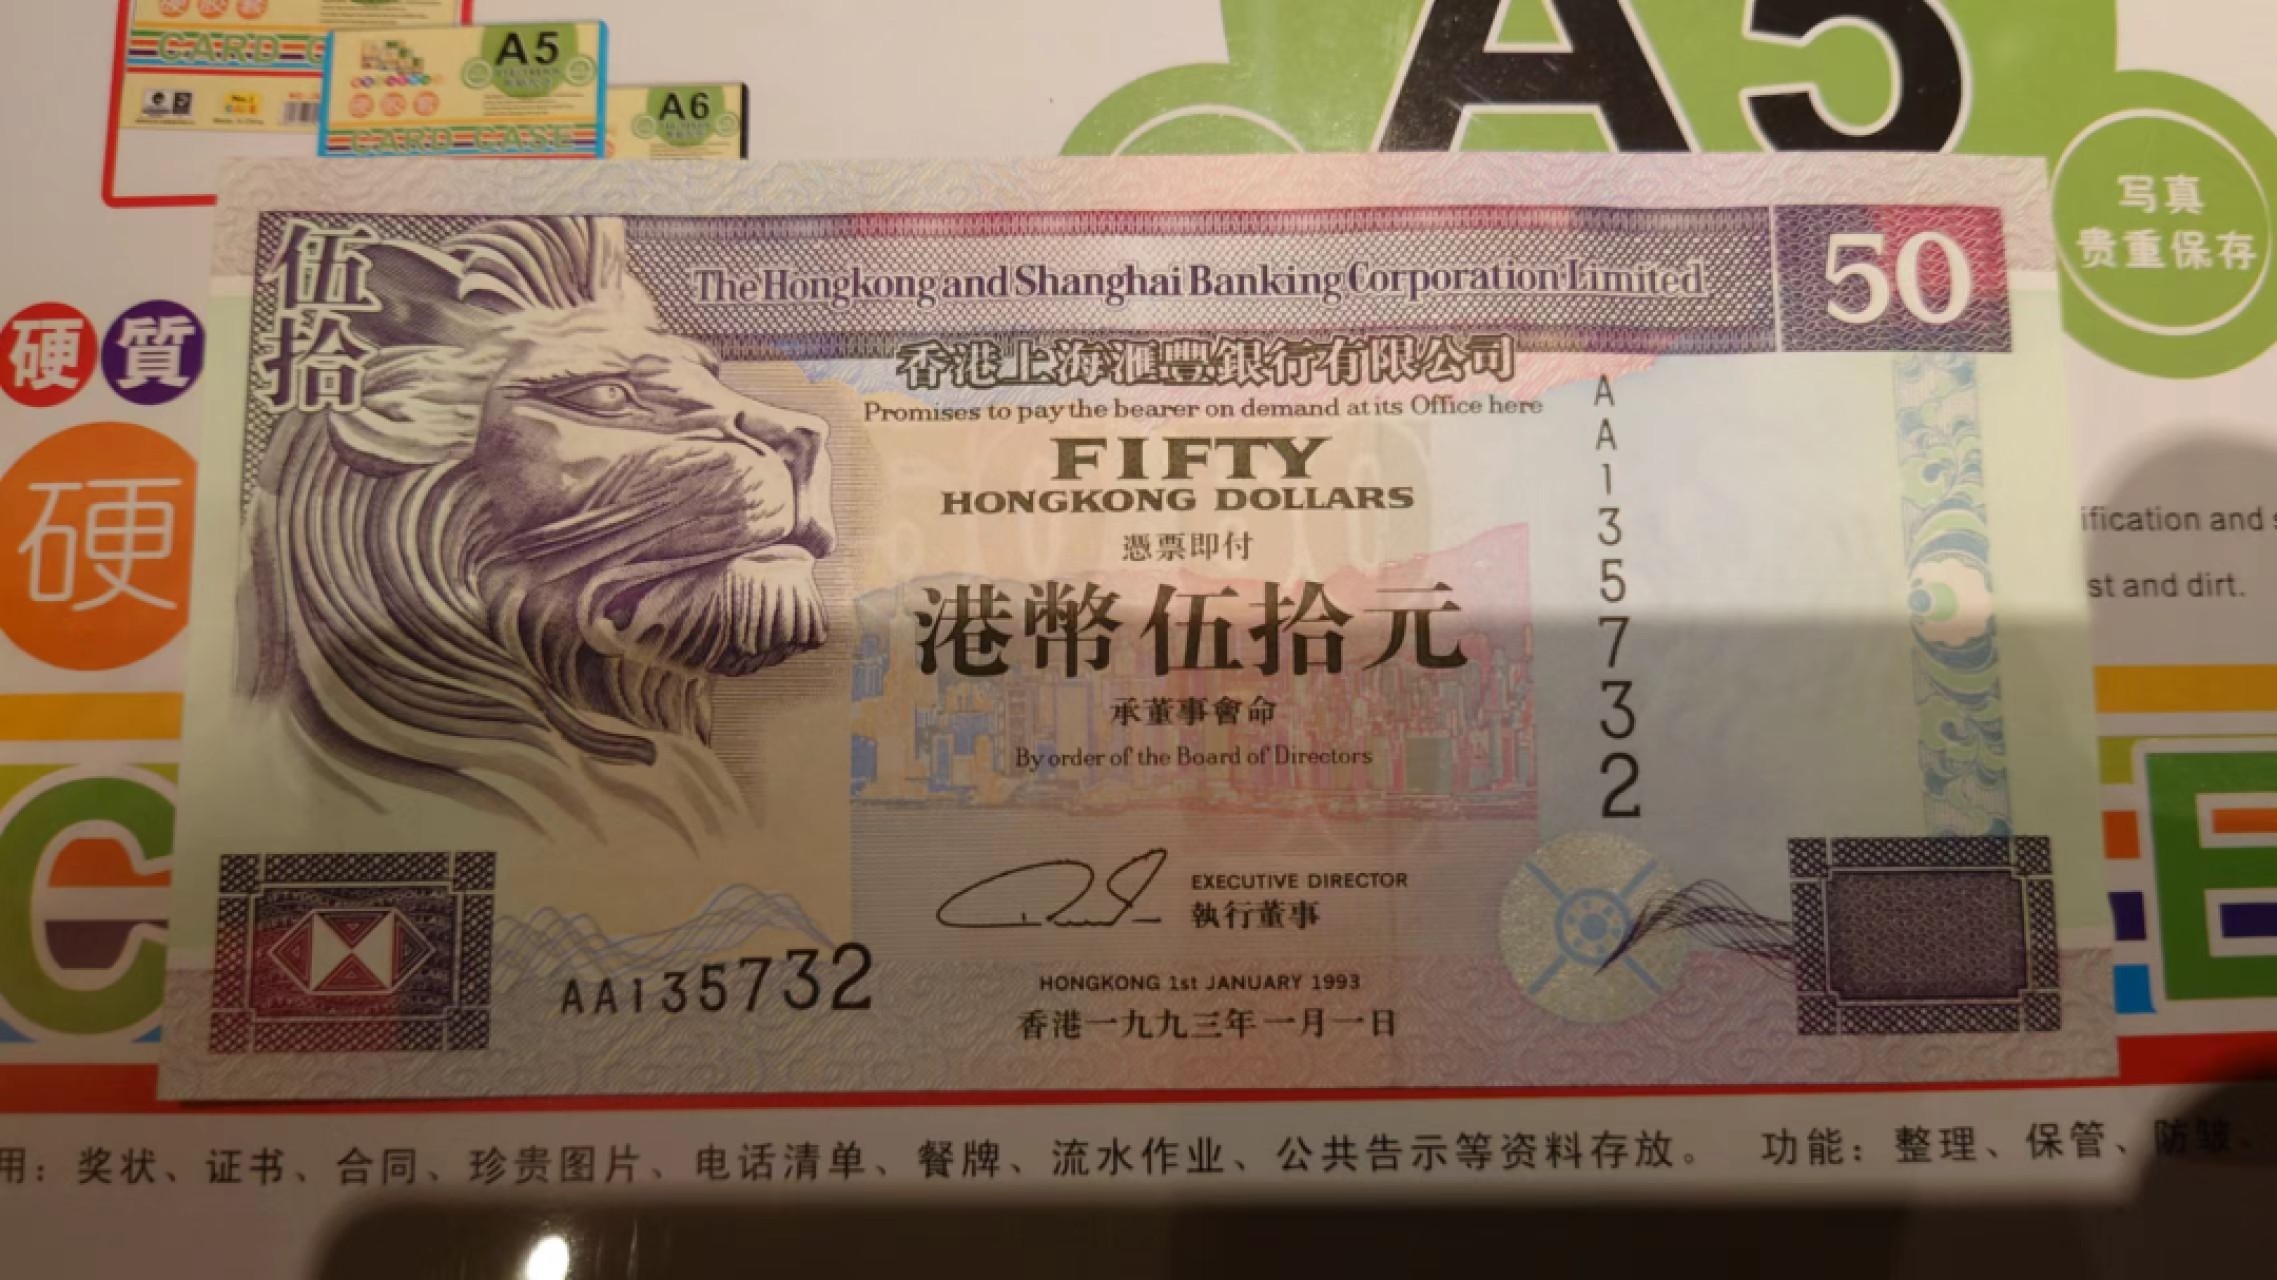 CARD C
A5
CARD CASE
A6
A5
写真
贵重保存
硬 質
硬
伍拾
The Hongkong and Shanghai Banking Corporation Limited
50
香港上海滙豐銀行有限公司
Promises to pay the bearer on demand at its Office here
FIFTY
HONGKONG DOLLARS
憑票即付
港幣伍拾元
承董事會命
By order of the Board of Directors
AA135732
ification and s
st and dirt.
C
E
EXECUTIVE DIRECTOR
執行董事
AA135732
HONGKONG 1st JANUARY 1993
香港一九九三年一月一日
用：奖状、证书、合同、珍贵图片、电话清单、餐牌、流水作业、公共告示等资料存放。 功能：整理、保管、防皱、